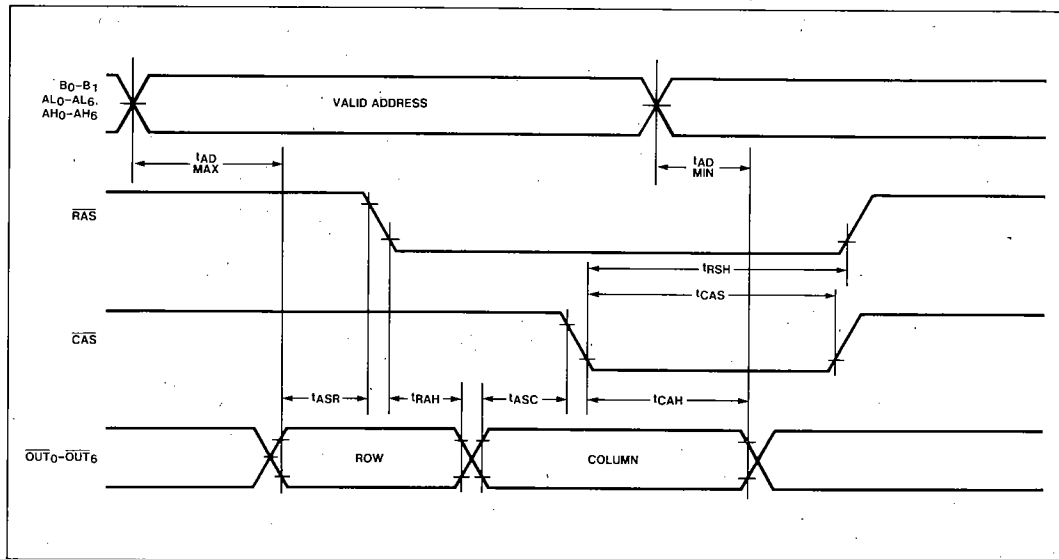 B0–B1
AL0–AL6,
AH0–AH6
VALID ADDRESS
tAD
MAX
tAD
MIN
RAS
tRSH
tCAS
CAS
tASR
tRAH
tASC
tCAH
OUT0–OUT6
ROW
COLUMN